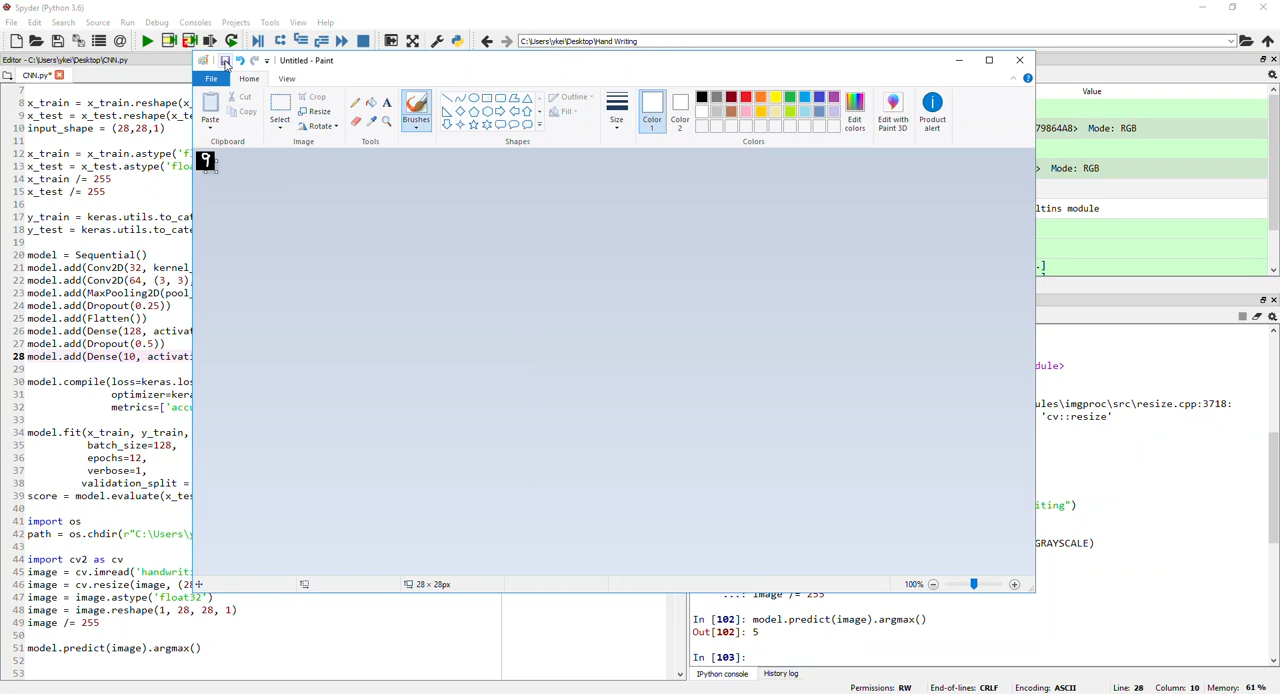 Spyder (Python 3.6)
File Edit Search Source Run Debug Consoles Projects Tools View Help
C:\Users\ykei\Desktop\Hand Writing
Editor - C:\Users\ykei\Desktop\CNN.py
CNN.py*
Untitled - Paint
File Home View
Paste
Cut
Copy
Clipboard
Select
Crop
Resize
Rotate
Image
Tools
Brushes
Shapes
Outline
Fill
Size
Color 1
Color 2
Edit colors
Colors
Edit with Paint 3D
Product alert
9
28 × 28px
100%
7
8 x_train = x_train.reshape(x_
9 x_test = x_test.reshape(x_te
10 input_shape = (28,28,1)
11
12 x_train = x_train.astype('f
13 x_test = x_test.astype('floa
14 x_train /= 255
15 x_test /= 255
16
17 y_train = keras.utils.to_cat
18 y_test = keras.utils.to_cate
19
20 model = Sequential()
21 model.add(Conv2D(32, kernel_
22 model.add(Conv2D(64, (3, 3),
23 model.add(MaxPooling2D(pool_
24 model.add(Dropout(0.25))
25 model.add(Flatten())
26 model.add(Dense(128, activat
27 model.add(Dropout(0.5))
28 model.add(Dense(10, activati
29
30 model.compile(loss=keras.los
31 optimizer=kera
32 metrics=['accu
33
34 model.fit(x_train, y_train,
35 batch_size=128,
36 epochs=12,
37 verbose=1,
38 validation_split =
39 score = model.evaluate(x_tes
40
41 import os
42 path = os.chdir(r"C:\Users\y
43
44 import cv2 as cv
45 image = cv.imread('handwriti
46 image = cv.resize(image, (28
47 image = image.astype('float32')
48 image = image.reshape(1, 28, 28, 1)
49 image /= 255
50
51 model.predict(image).argmax()
52
53
Value
79864A8> Mode: RGB
> Mode: RGB
ltins module
.]
dule>
ules\imgproc\src\resize.cpp:3718:
'cv::resize'
iting")
GRAYSCALE)
...: image /= 255
In [102]: model.predict(image).argmax()
Out[102]: 5
In [103]:
IPython console History log
Permissions: RW End-of-lines: CRLF Encoding: ASCII Line: 28 Column: 10 Memory: 61 %